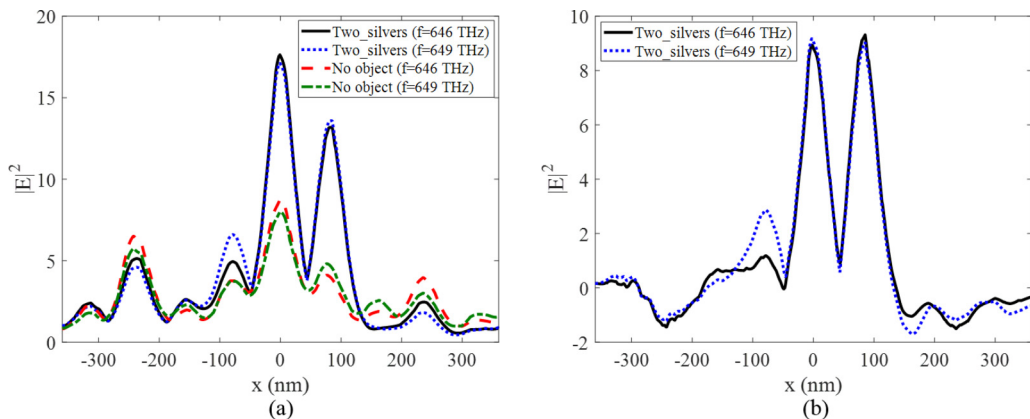 (a)
20
15
10
5
0
|E|²
-300 -200 -100 0 100 200 300
x (nm)
Two_silvers (f=646 THz)
Two_silvers (f=649 THz)
No object (f=646 THz)
No object (f=649 THz)
(a)
(b)
10
8
6
4
2
0
-2
|E|²
-300 -200 -100 0 100 200 300
x (nm)
Two_silvers (f=646 THz)
Two_silvers (f=649 THz)
(b)